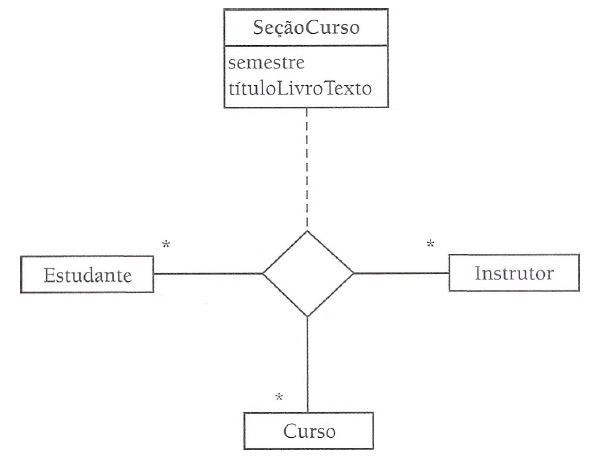 SeçãoCurso
semestre
títuloLivroTexto
*
*
Estudante
Instrutor
*
Curso